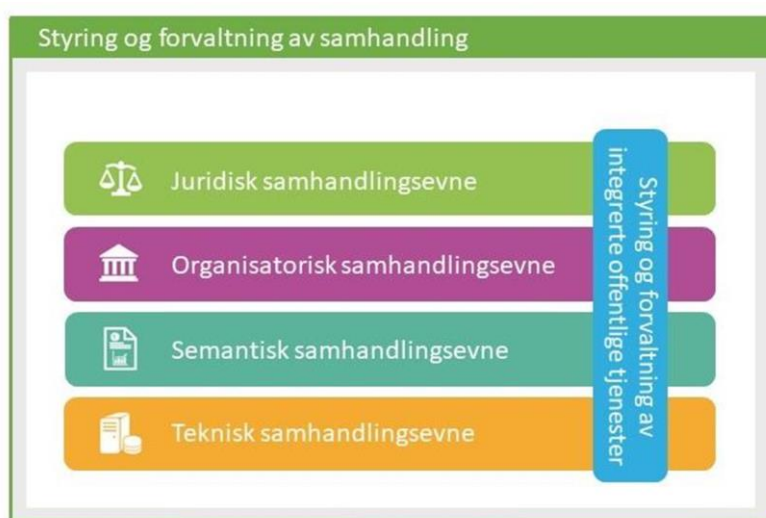 Styring og forvaltning av samhandling
Juridisk samhandlingsevne
Organisatorisk samhandlingsevne
Semantisk samhandlingsevne
Teknisk samhandlingsevne
Styring og forvaltning av
integrerte offentlige tjenester